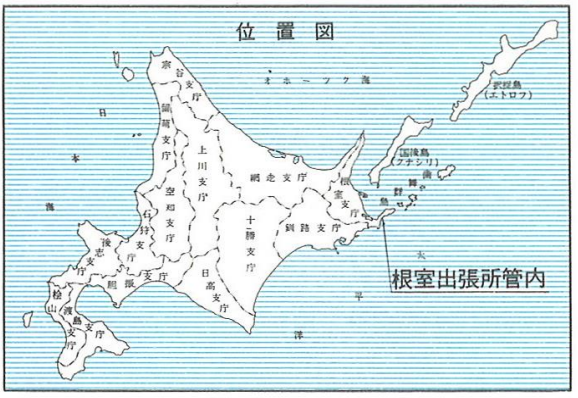 位置図
オホーツク海
日本海
太平洋
宗谷支庁
留萌支庁
上川支庁
網走支庁
根室支庁
空知支庁
石狩支庁
後志支庁
胆振支庁
日高支庁
十勝支庁
釧路支庁
桧山
渡島支庁
支庁
択捉島
(エトロフ)
国後島
(クナシリ)
歯舞群島
根室出張所管内